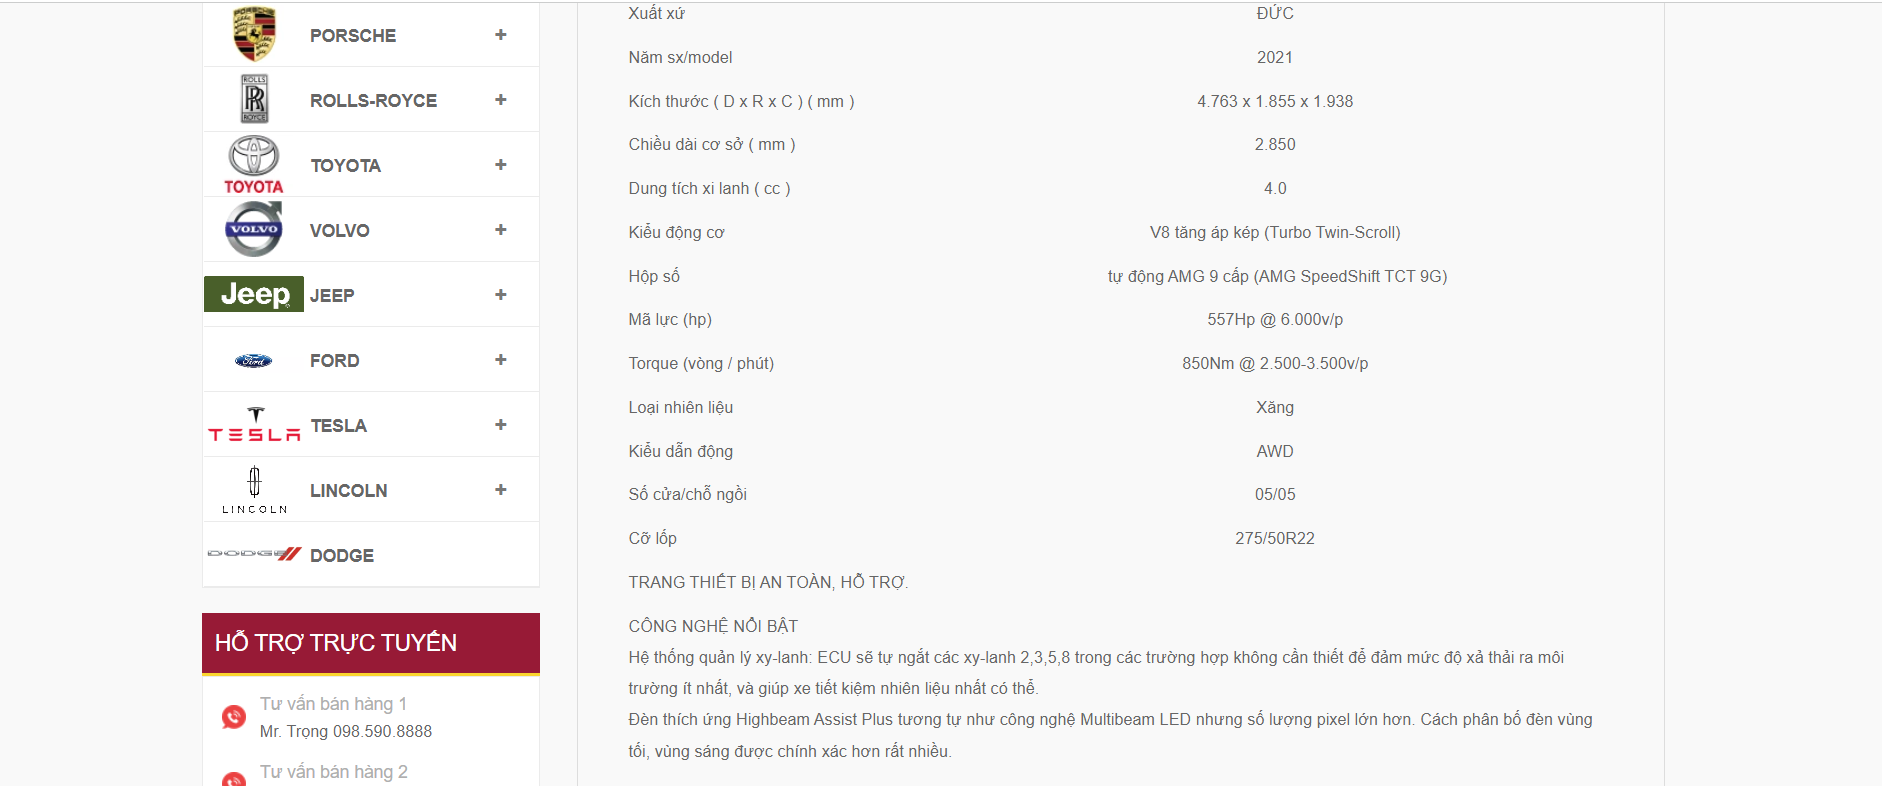 PORSCHE
PORSCHE +
ROLLS
RR
ROYCE
ROLLS-ROYCE +
TOYOTA
TOYOTA +
VOLVO
VOLVO +
Jeep
JEEP +
Ford
FORD +
TESLA
TESLA +
LINCOLN
LINCOLN +
DODGE
DODGE
HỖ TRỢ TRỰC TUYẾN
Tư vấn bán hàng 1
Mr. Trọng 098.590.8888
Tư vấn bán hàng 2
Xuất xứ ĐỨC
Năm sx/model 2021
Kích thước ( D x R x C ) ( mm ) 4.763 x 1.855 x 1.938
Chiều dài cơ sở ( mm ) 2.850
Dung tích xi lanh ( cc ) 4.0
Kiểu động cơ V8 tăng áp kép (Turbo Twin-Scroll)
Hộp số tự động AMG 9 cấp (AMG SpeedShift TCT 9G)
Mã lực (hp) 557Hp @ 6.000v/p
Torque (vòng / phút) 850Nm @ 2.500-3.500v/p
Loại nhiên liệu Xăng
Kiểu dẫn động AWD
Số cửa/chỗ ngồi 05/05
Cỡ lốp 275/50R22
TRANG THIẾT BỊ AN TOÀN, HỖ TRỢ.
CÔNG NGHỆ NỔI BẬT
Hệ thống quản lý xy-lanh: ECU sẽ tự ngắt các xy-lanh 2,3,5,8 trong các trường hợp không cần thiết để đảm mức độ xả thải ra môi
trường ít nhất, và giúp xe tiết kiệm nhiên liệu nhất có thể.
Đèn thích ứng Highbeam Assist Plus tương tự như công nghệ Multibeam LED nhưng số lượng pixel lớn hơn. Cách phân bố đèn vùng
tối, vùng sáng được chính xác hơn rất nhiều.